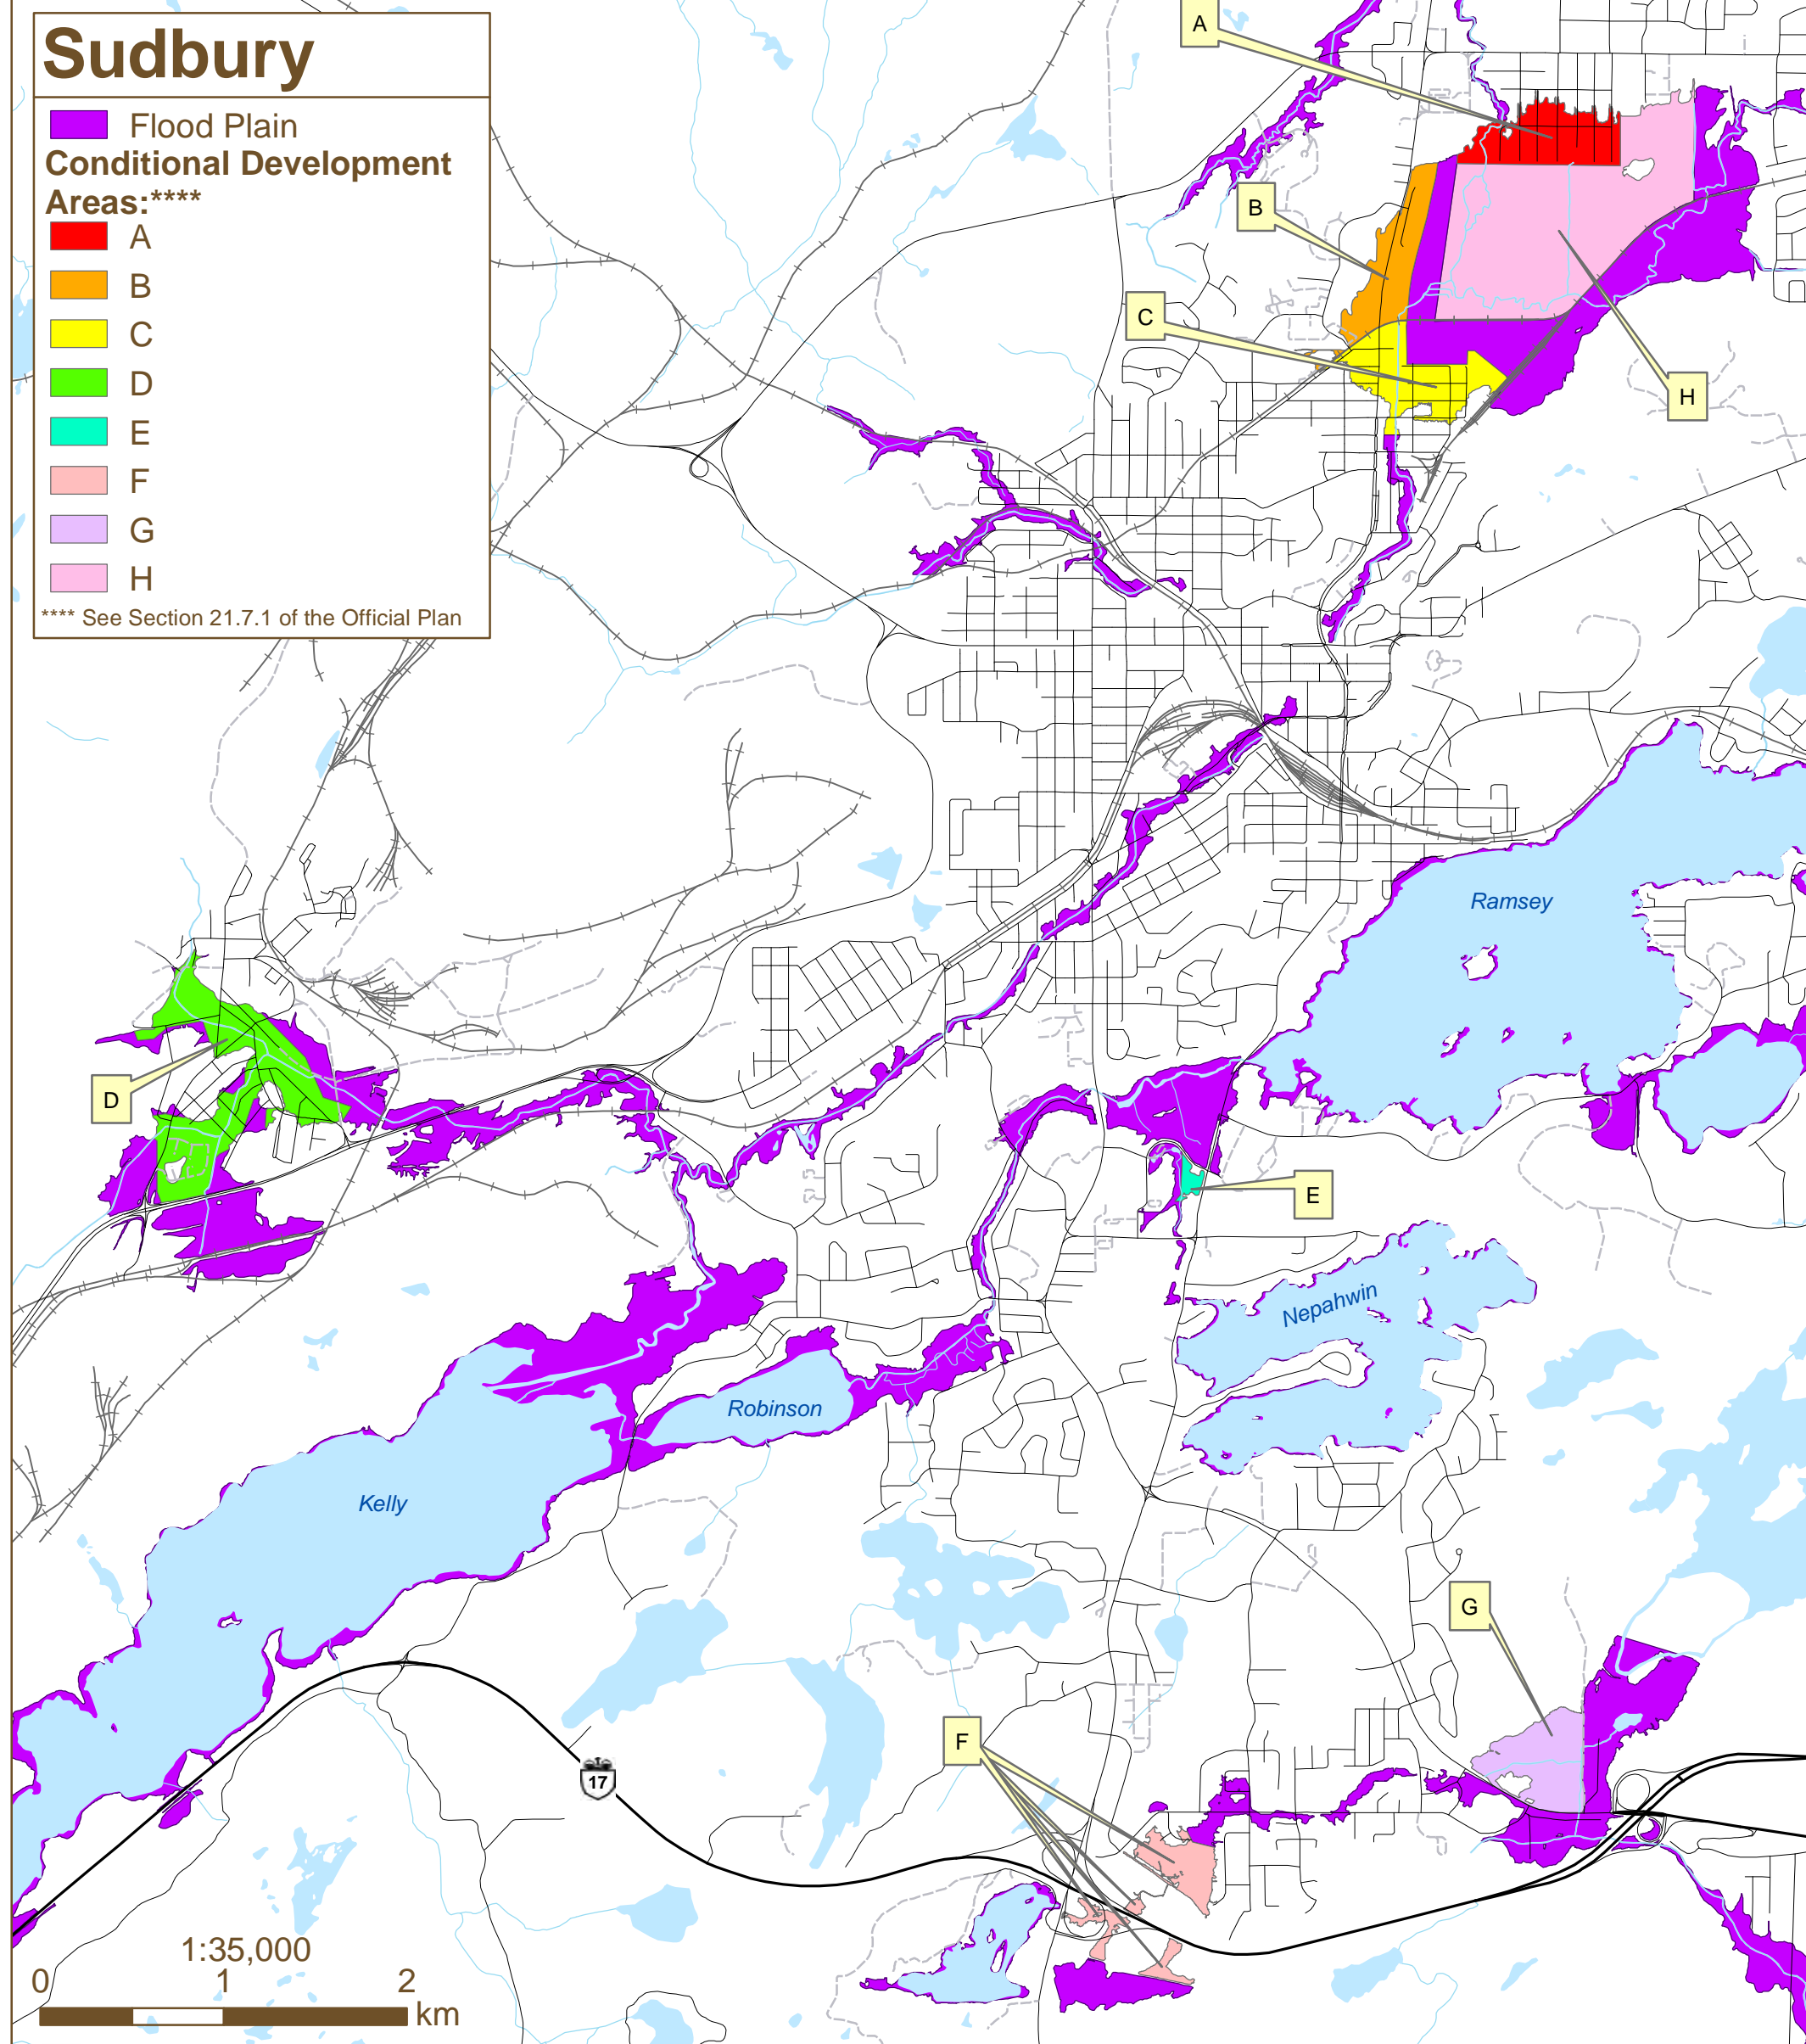 Sudbury
Flood Plain
Conditional Development
Areas:****
A
B
C
D
E
F
G
H
**** See Section 21.7.1 of the Official Plan
A
B
C
H
Ramsey
D
E
Nepahwin
Robinson
Kelly
G
F
17
1:35,000
0 1 2
km